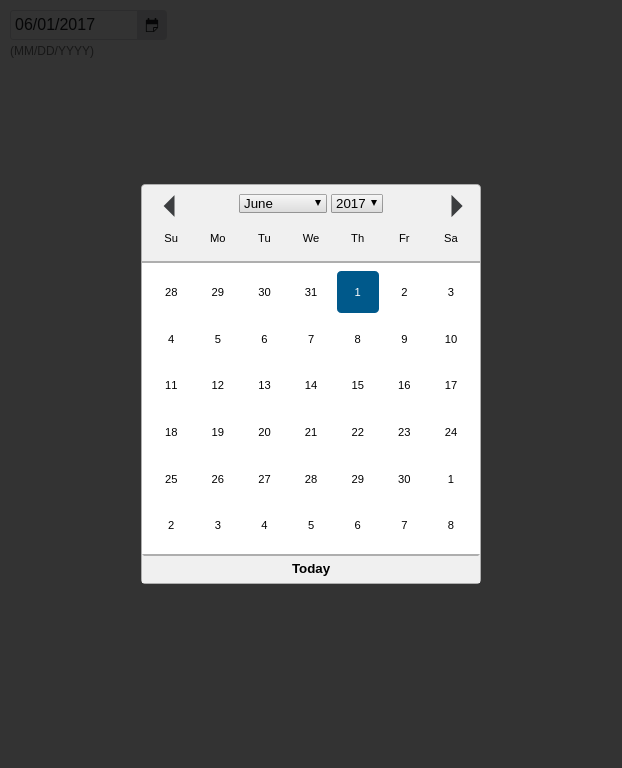 06/01/2017
(MM/DD/YYYY)
June 2017
Su Mo Tu We Th Fr Sa
28 29 30 31 1 2 3
4 5 6 7 8 9 10
11 12 13 14 15 16 17
18 19 20 21 22 23 24
25 26 27 28 29 30 1
2 3 4 5 6 7 8
Today